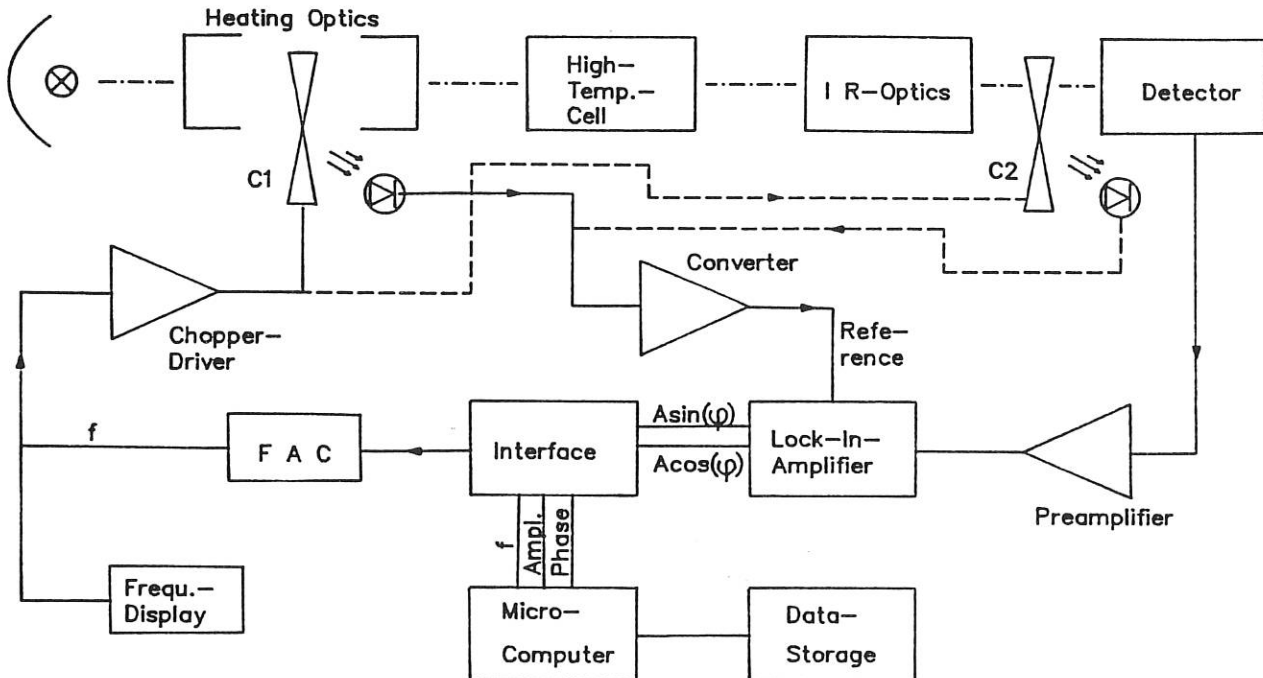 Heating Optics
High-
Temp.-
Cell
I R-Optics
Detector
C1
C2
Converter
Chopper-
Driver
Refe-
rence
f
F A C
Interface
Asin(φ)
Acos(φ)
Lock-In-
Amplifier
Preamplifier
f
Ampl.
Phase
Frequ.-
Display
Micro-
Computer
Data-
Storage